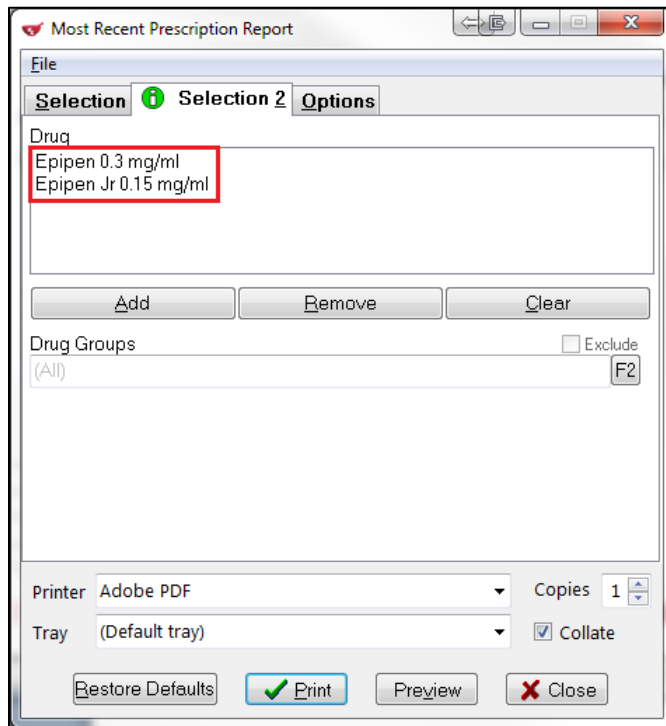 Most Recent Prescription Report
File
Selection Selection 2 Options
Drug
Epipen 0.3 mg/ml
Epipen Jr 0.15 mg/ml
Add Remove Clear
Drug Groups Exclude
(All) F2
Printer Adobe PDF Copies 1
Tray (Default tray) Collate
Restore Defaults Print Preview Close